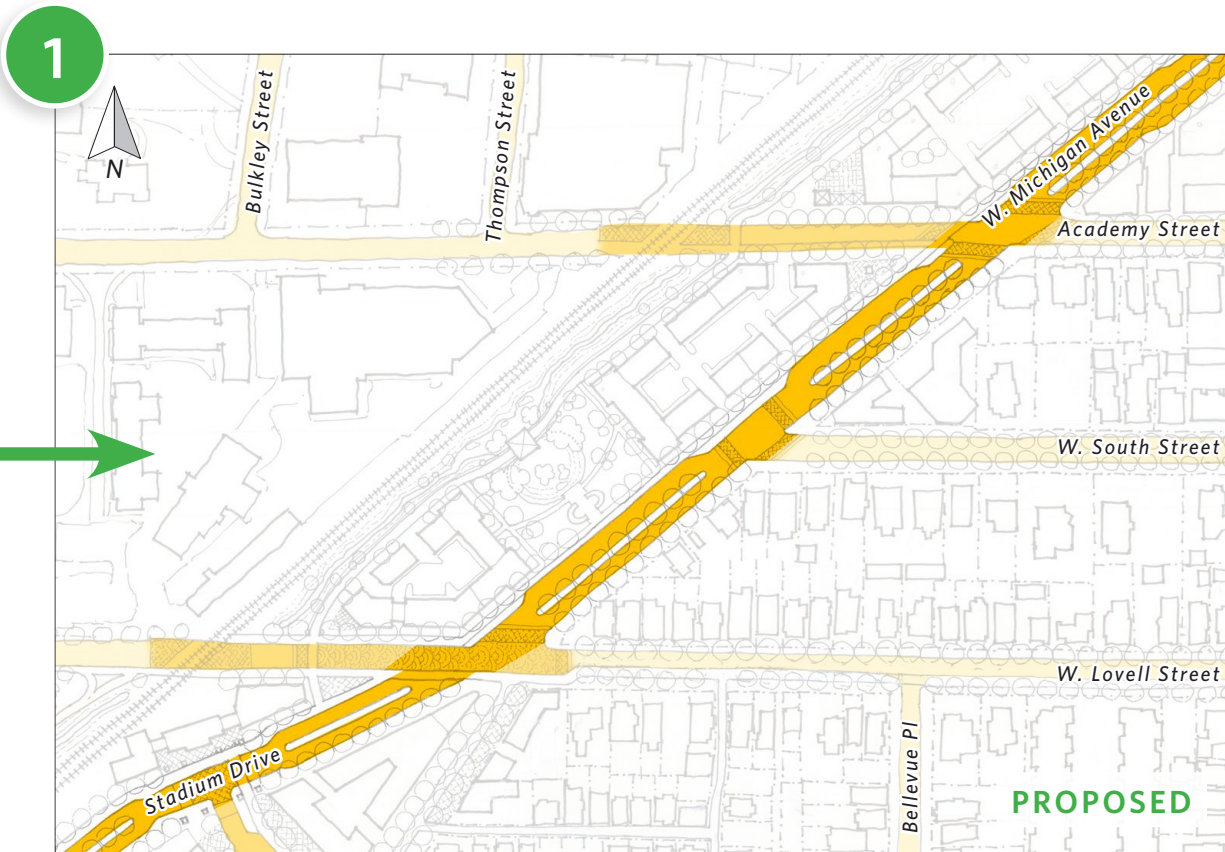 1
N
Bulkley Street
Thompson Street
W. Michigan Avenue
Academy Street
W. South Street
W. Lovell Street
Stadium Drive
Bellevue Pl
PROPOSED